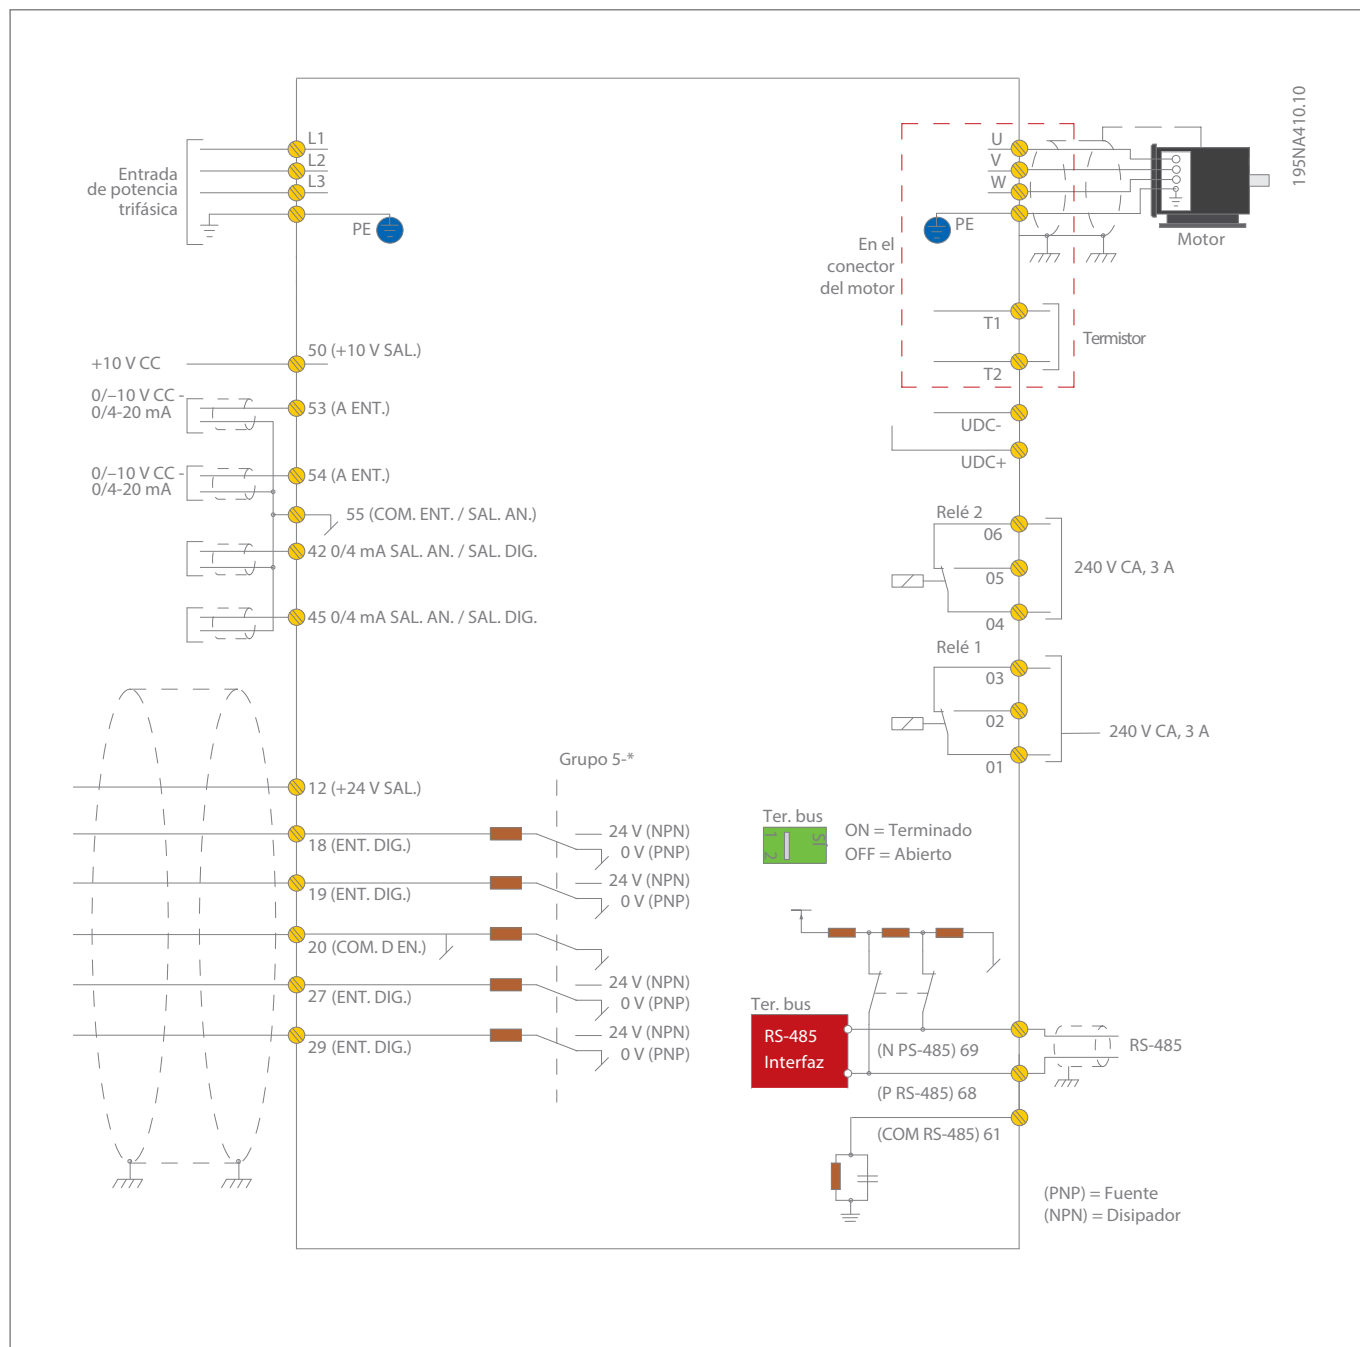 195NA410.10
L1
L2
L3
Entrada
de potencia
trifásica
PE
U
V
W
PE
Motor
En el
conector
del motor
T1
T2
Termistor
+10 V CC
50 (+10 V SAL.)
0/–10 V CC -
0/4-20 mA
53 (A ENT.)
0/–10 V CC -
0/4-20 mA
54 (A ENT.)
55 (COM. ENT. / SAL. AN.)
42 0/4 mA SAL. AN. / SAL. DIG.
45 0/4 mA SAL. AN. / SAL. DIG.
UDC-
UDC+
Relé 2
06
05
04
240 V CA, 3 A
Relé 1
03
02
01
240 V CA, 3 A
Grupo 5-*
12 (+24 V SAL.)
18 (ENT. DIG.)
24 V (NPN)
0 V (PNP)
19 (ENT. DIG.)
24 V (NPN)
0 V (PNP)
20 (COM. D EN.)
27 (ENT. DIG.)
24 V (NPN)
0 V (PNP)
29 (ENT. DIG.)
24 V (NPN)
0 V (PNP)
Ter. bus
1 2
SÍ
ON = Terminado
OFF = Abierto
Ter. bus
RS-485
Interfaz
(N PS-485) 69
(P RS-485) 68
(COM RS-485) 61
RS-485
(PNP) = Fuente
(NPN) = Disipador